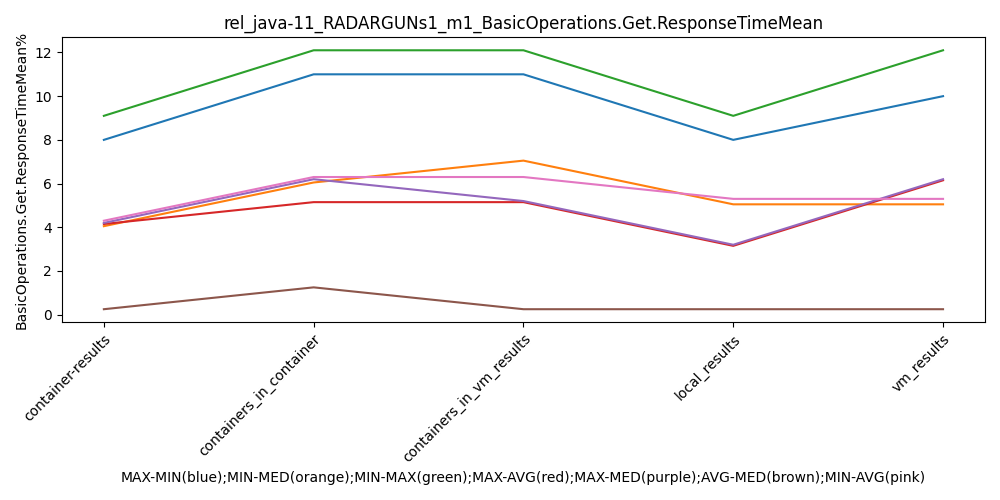 rel_java-11_RADARGUNs1_m1_BasicOperations.Get.ResponseTimeMean
BasicOperations.Get.ResponseTimeMean%
12
10
8
6
4
2
0
container-results
containers_in_container
containers_in_vm_results
local_results
vm_results
MAX-MIN(blue);MIN-MED(orange);MIN-MAX(green);MAX-AVG(red);MAX-MED(purple);AVG-MED(brown);MIN-AVG(pink)